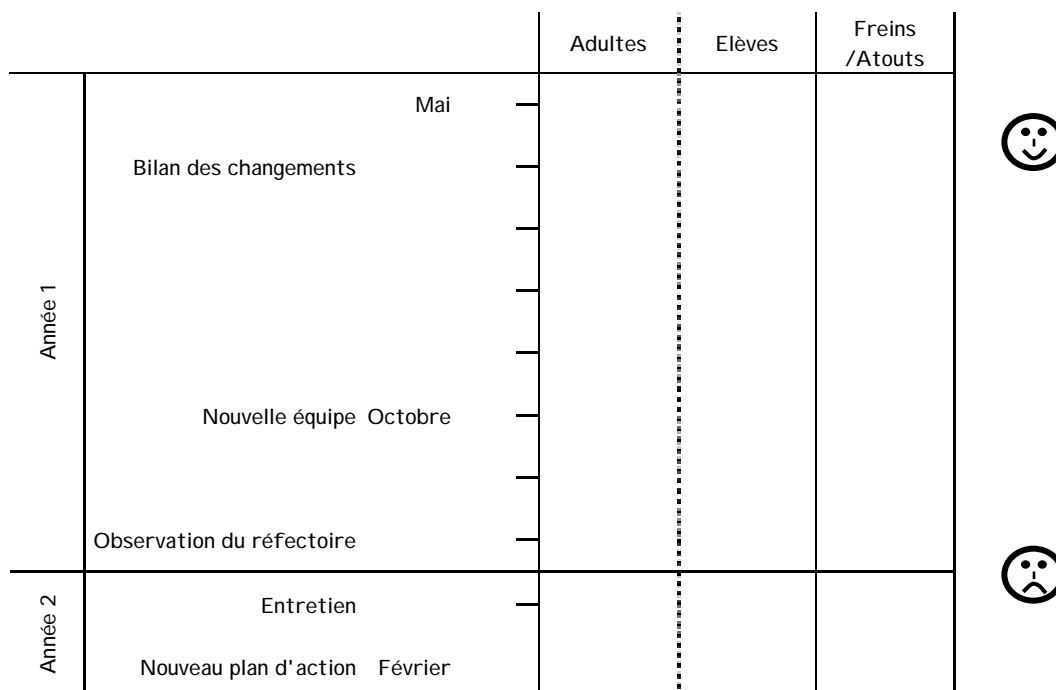 Adultes Elèves Freins
/Atouts
Mai
Bilan des changements
Année 1
Nouvelle équipe Octobre
Observation du réfectoire
Année 2
Entretien
Nouveau plan d'action Février